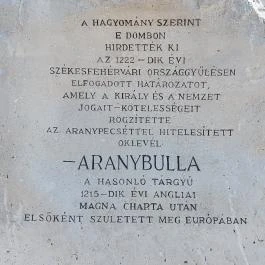 A HAGYOMÁNY SZERINT
E DOMBON
HIRDETTÉK KI
AZ 1222-DIK ÉVI
SZÉKESFEHÉRVÁRI ORSZÁGGYŰLÉSEN
ELFOGADOTT HATÁROZATOT,
AMELY A KIRÁLY ÉS A NEMZET
JOGAIT-KÖTELESSÉGEIT
RÖGZÍTETTE
AZ ARANYPECSÉTTEL HITELESÍTETT
OKLEVÉL
-ARANYBULLA
A HASONLÓ TÁRGYÚ
1215-DIK ÉVI ANGLIAI
MAGNA CHARTA UTÁN
ELSŐKÉNT SZÜLETETT MEG EURÓPÁBAN